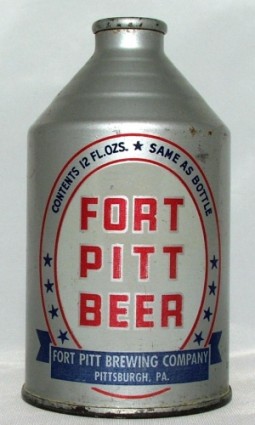 CONTENTS 12 FL.OZS. ★ SAME AS BOTTLE
FORT
PITT
BEER
FORT PITT BREWING COMPANY
PITTSBURGH, PA.